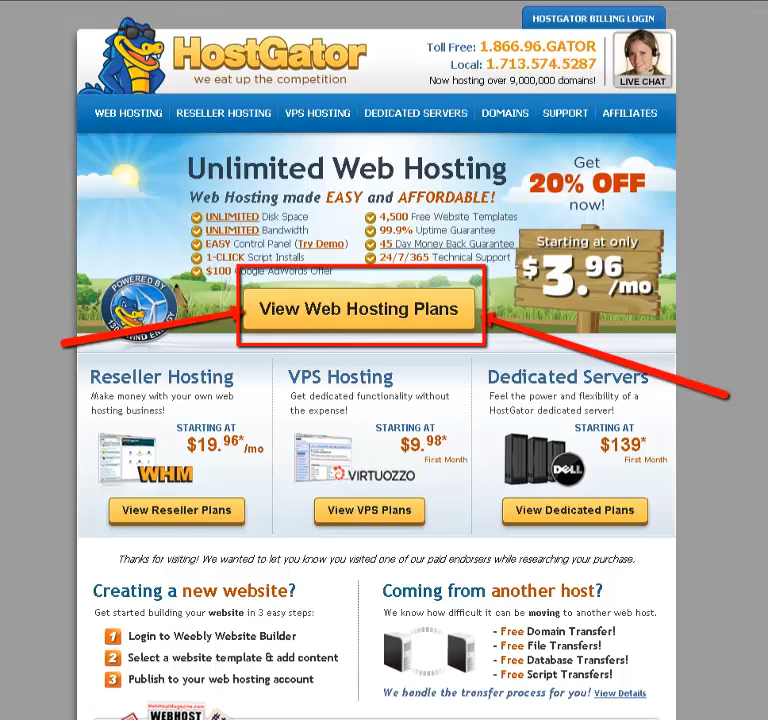 HOSTGATOR BILLING LOGIN
HostGator
we eat up the competition
Toll Free: 1.866.96.GATOR
Local: 1.713.574.5287
Now hosting over 9,000,000 domains!
LIVE CHAT
WEB HOSTING RESELLER HOSTING VPS HOSTING DEDICATED SERVERS DOMAINS SUPPORT AFFILIATES
Unlimited Web Hosting
Web Hosting made EASY and AFFORDABLE!
UNLIMITED Disk Space
UNLIMITED Bandwidth
EASY Control Panel (Try Demo)
1-CLICK Script Installs
$100 Google AdWords Offer
4,500 Free Website Templates
99.9% Uptime Guarantee
45 Day Money Back Guarantee
24/7/365 Technical Support
Get
20% OFF
now!
Starting at only
$3.96/mo
POWERED BY
WIND ENERGY
View Web Hosting Plans
Reseller Hosting
Make money with your own web
hosting business!
STARTING AT
$19.96*/mo
WHM
View Reseller Plans
VPS Hosting
Get dedicated functionality without
the expense!
STARTING AT
$9.98*
First Month
VIRTUOZZO
View VPS Plans
Dedicated Servers
Feel the power and flexibility of a
HostGator dedicated server!
STARTING AT
$139*
First Month
DELL
View Dedicated Plans
Thanks for visiting! We wanted to let you know you visited one of our paid endorsers while researching your purchase.
Creating a new website?
Get started building your website in 3 easy steps:
1 Login to Weebly Website Builder
2 Select a website template & add content
3 Publish to your web hosting account
Coming from another host?
We know how difficult it can be moving to another web host.
- Free Domain Transfer!
- Free File Transfers!
- Free Database Transfers!
- Free Script Transfers!
We handle the transfer process for you! View Details
WebHostMagazine.com
WEBHOST